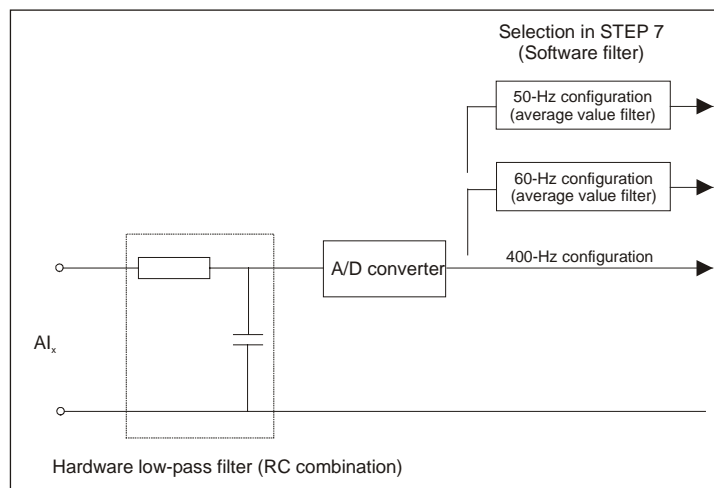 Selection in STEP 7
(Software filter)
50-Hz configuration
(average value filter)
60-Hz configuration
(average value filter)
400-Hz configuration
A/D converter
AIx
Hardware low-pass filter (RC combination)